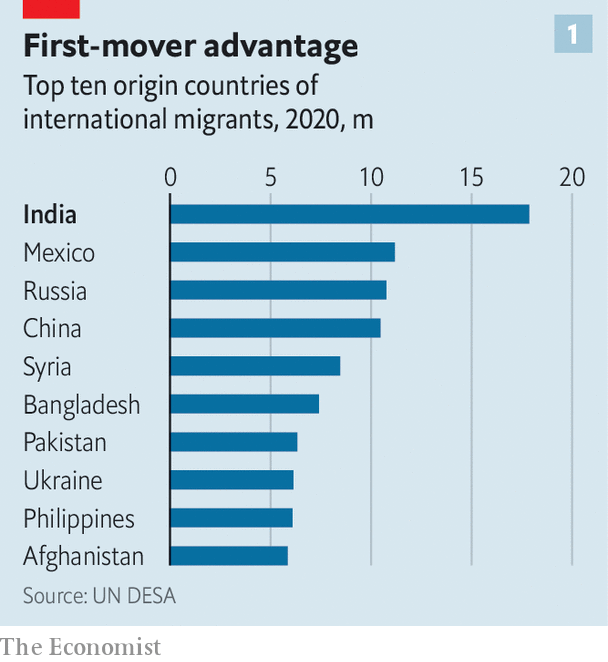 First-mover advantage
1
Top ten origin countries of
international migrants, 2020, m
0 5 10 15 20
India
Mexico
Russia
China
Syria
Bangladesh
Pakistan
Ukraine
Philippines
Afghanistan
Source: UN DESA
The Economist